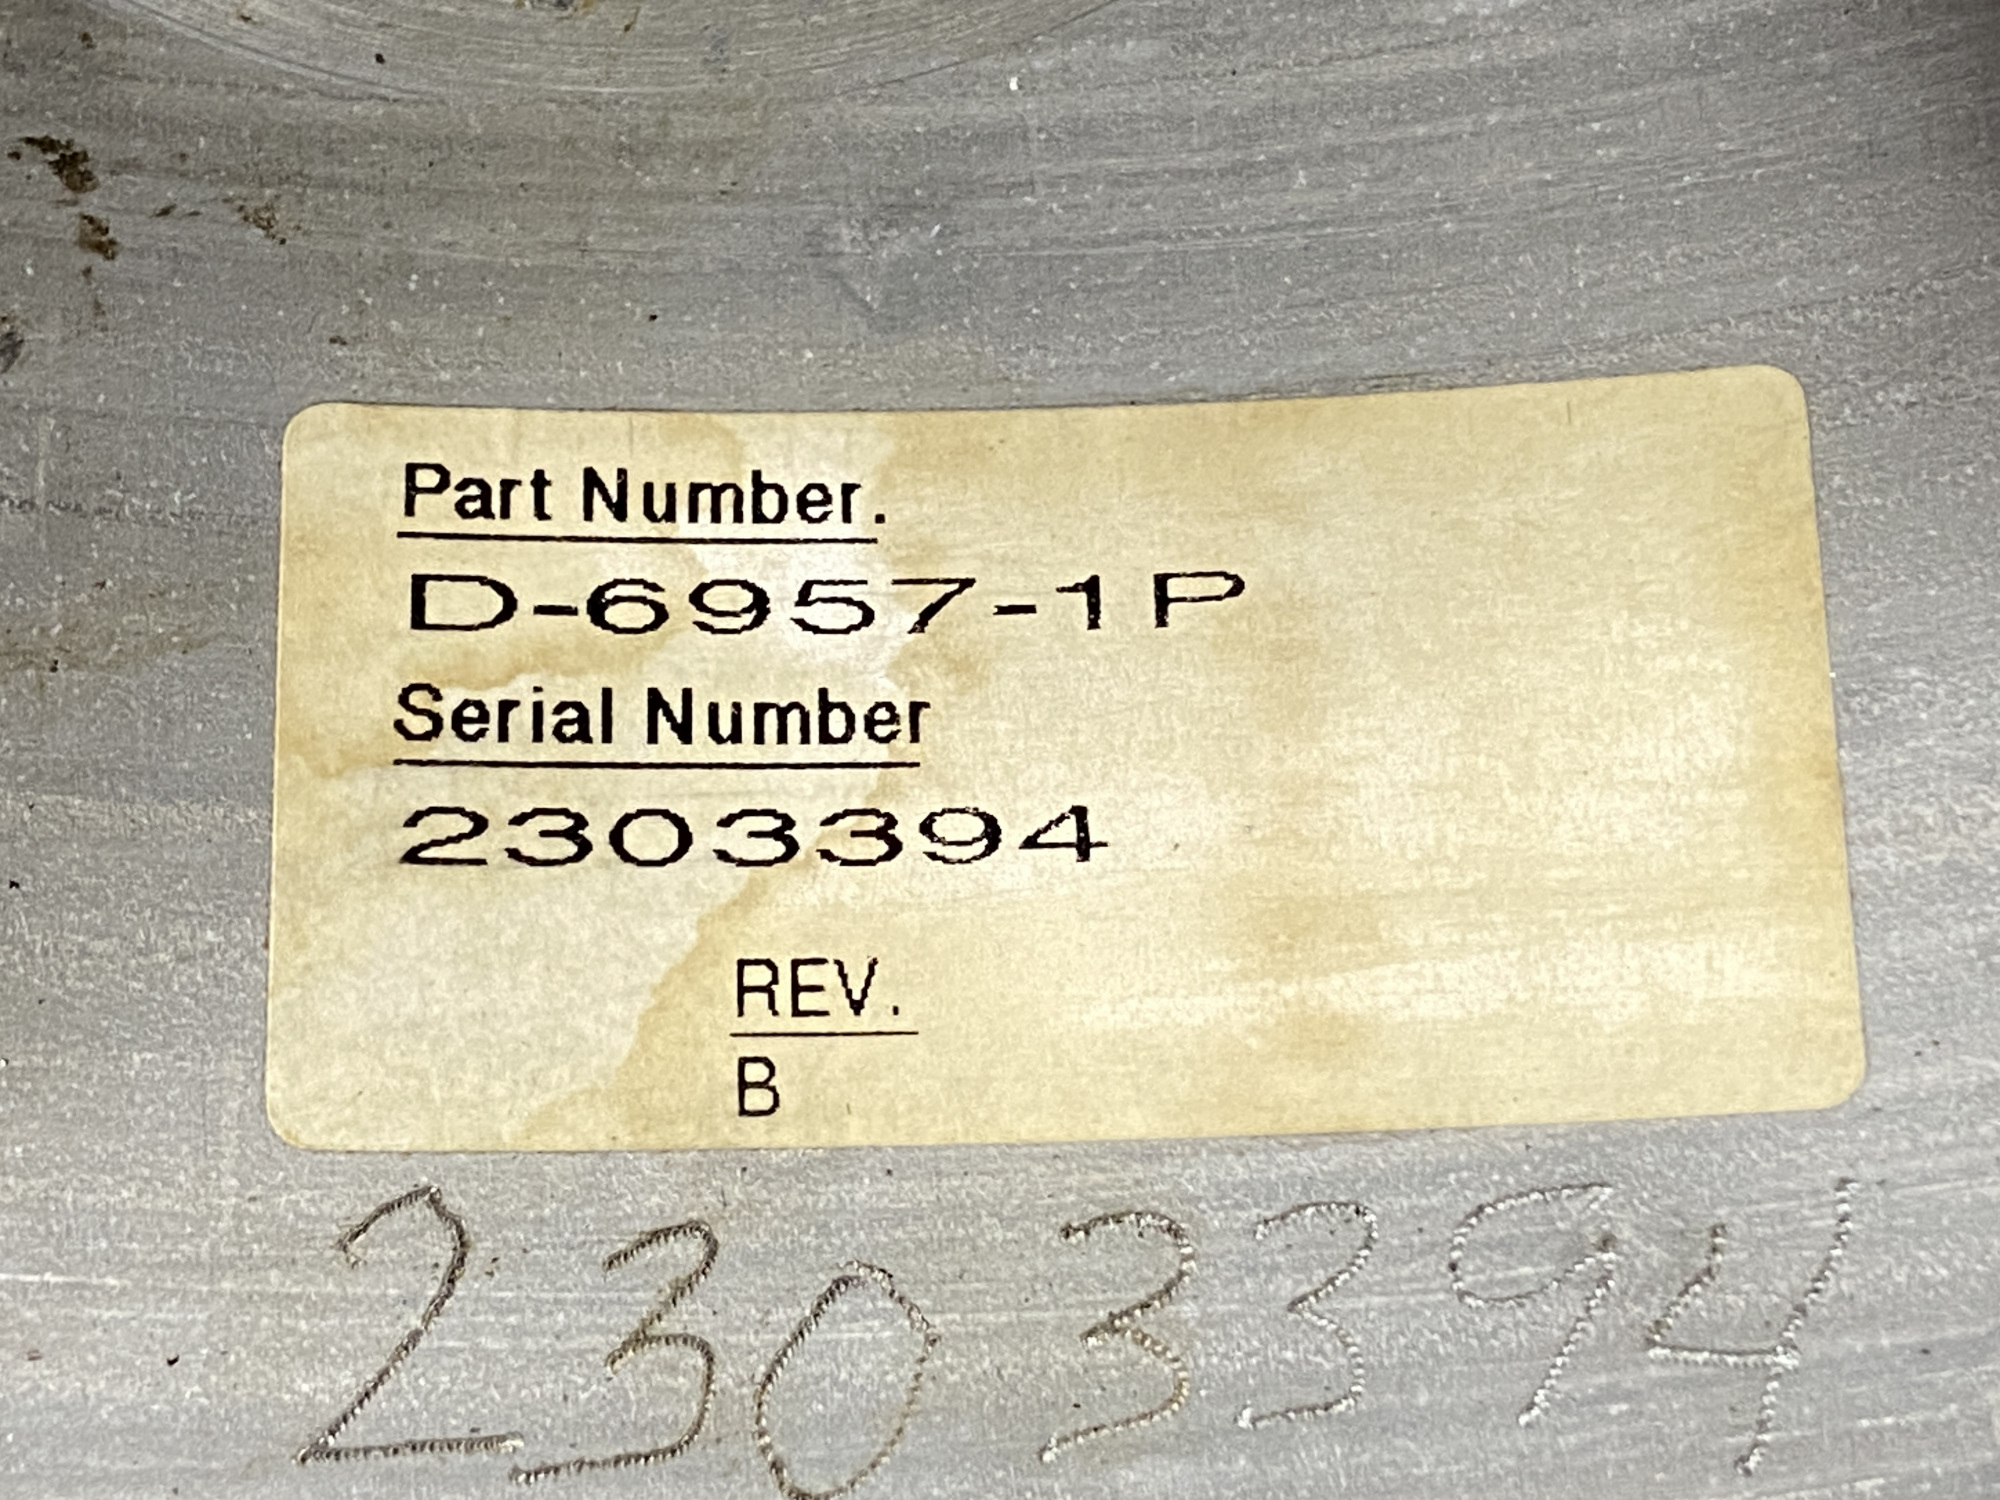 Part Number.
D-6957-1P
Serial Number
2303394
REV.
B
2303394